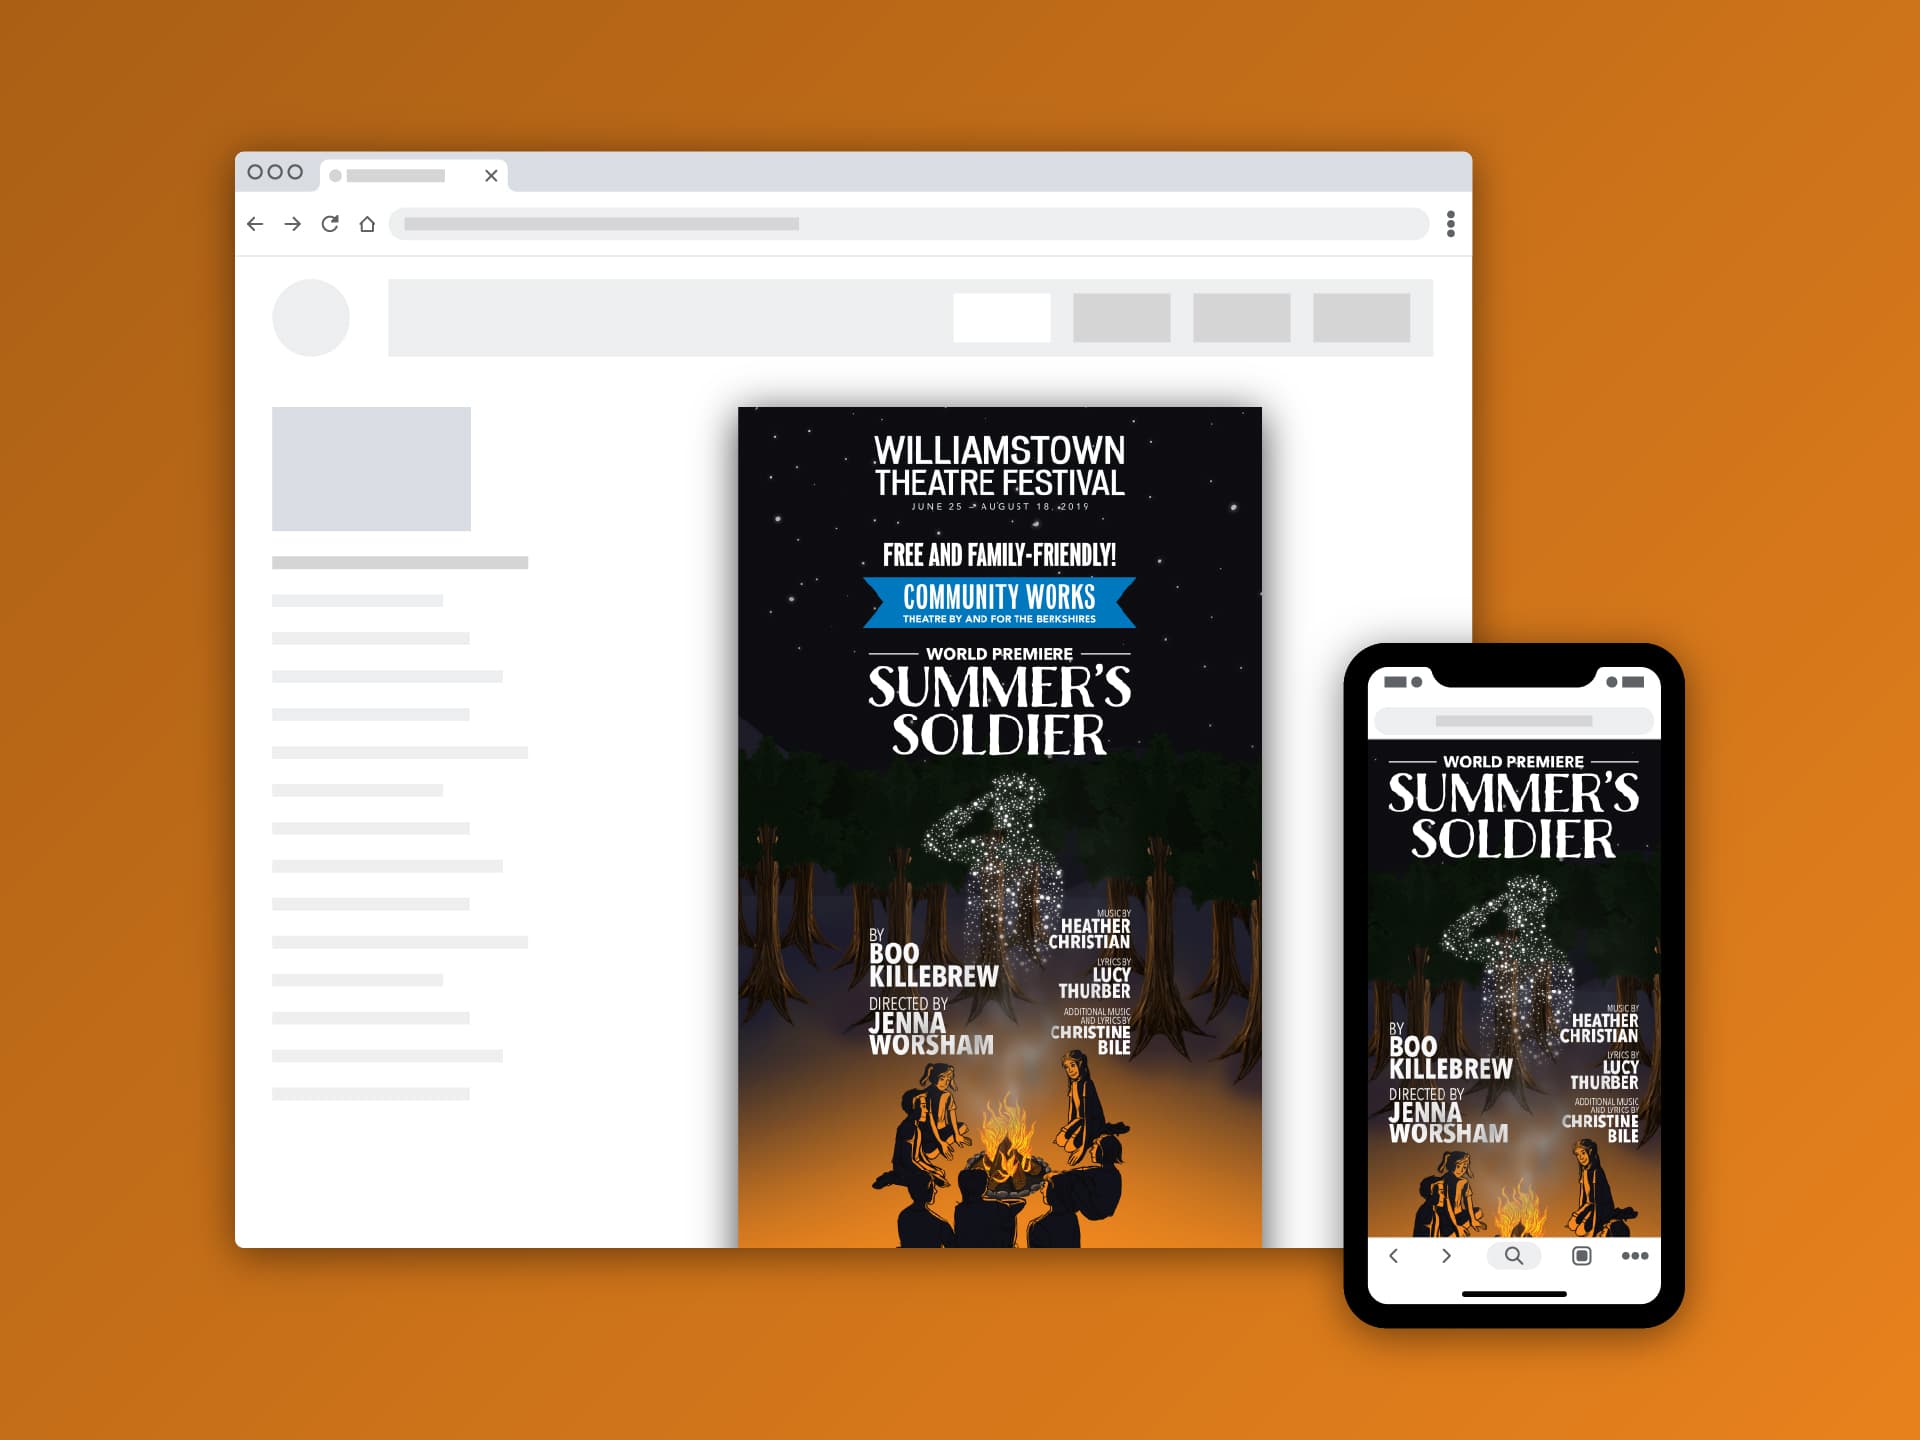 WILLIAMSTOWN
THEATRE FESTIVAL
JUNE 25 – AUGUST 18, 2019
FREE AND FAMILY-FRIENDLY!
COMMUNITY WORKS
THEATRE BY AND FOR THE BERKSHIRES
WORLD PREMIERE
SUMMER'S
SOLDIER
BY
BOO
KILLEBREW
DIRECTED BY
JENNA
WORSHAM
MUSIC BY
HEATHER
CHRISTIAN
LYRICS BY
LUCY
THURBER
ADDITIONAL MUSIC
AND LYRICS BY
CHRISTINE
BILE
WORLD PREMIERE
SUMMER'S
SOLDIER
BY
BOO
KILLEBREW
DIRECTED BY
JENNA
WORSHAM
MUSIC BY
HEATHER
CHRISTIAN
LYRICS BY
LUCY
THURBER
ADDITIONAL MUSIC
AND LYRICS BY
CHRISTINE
BILE